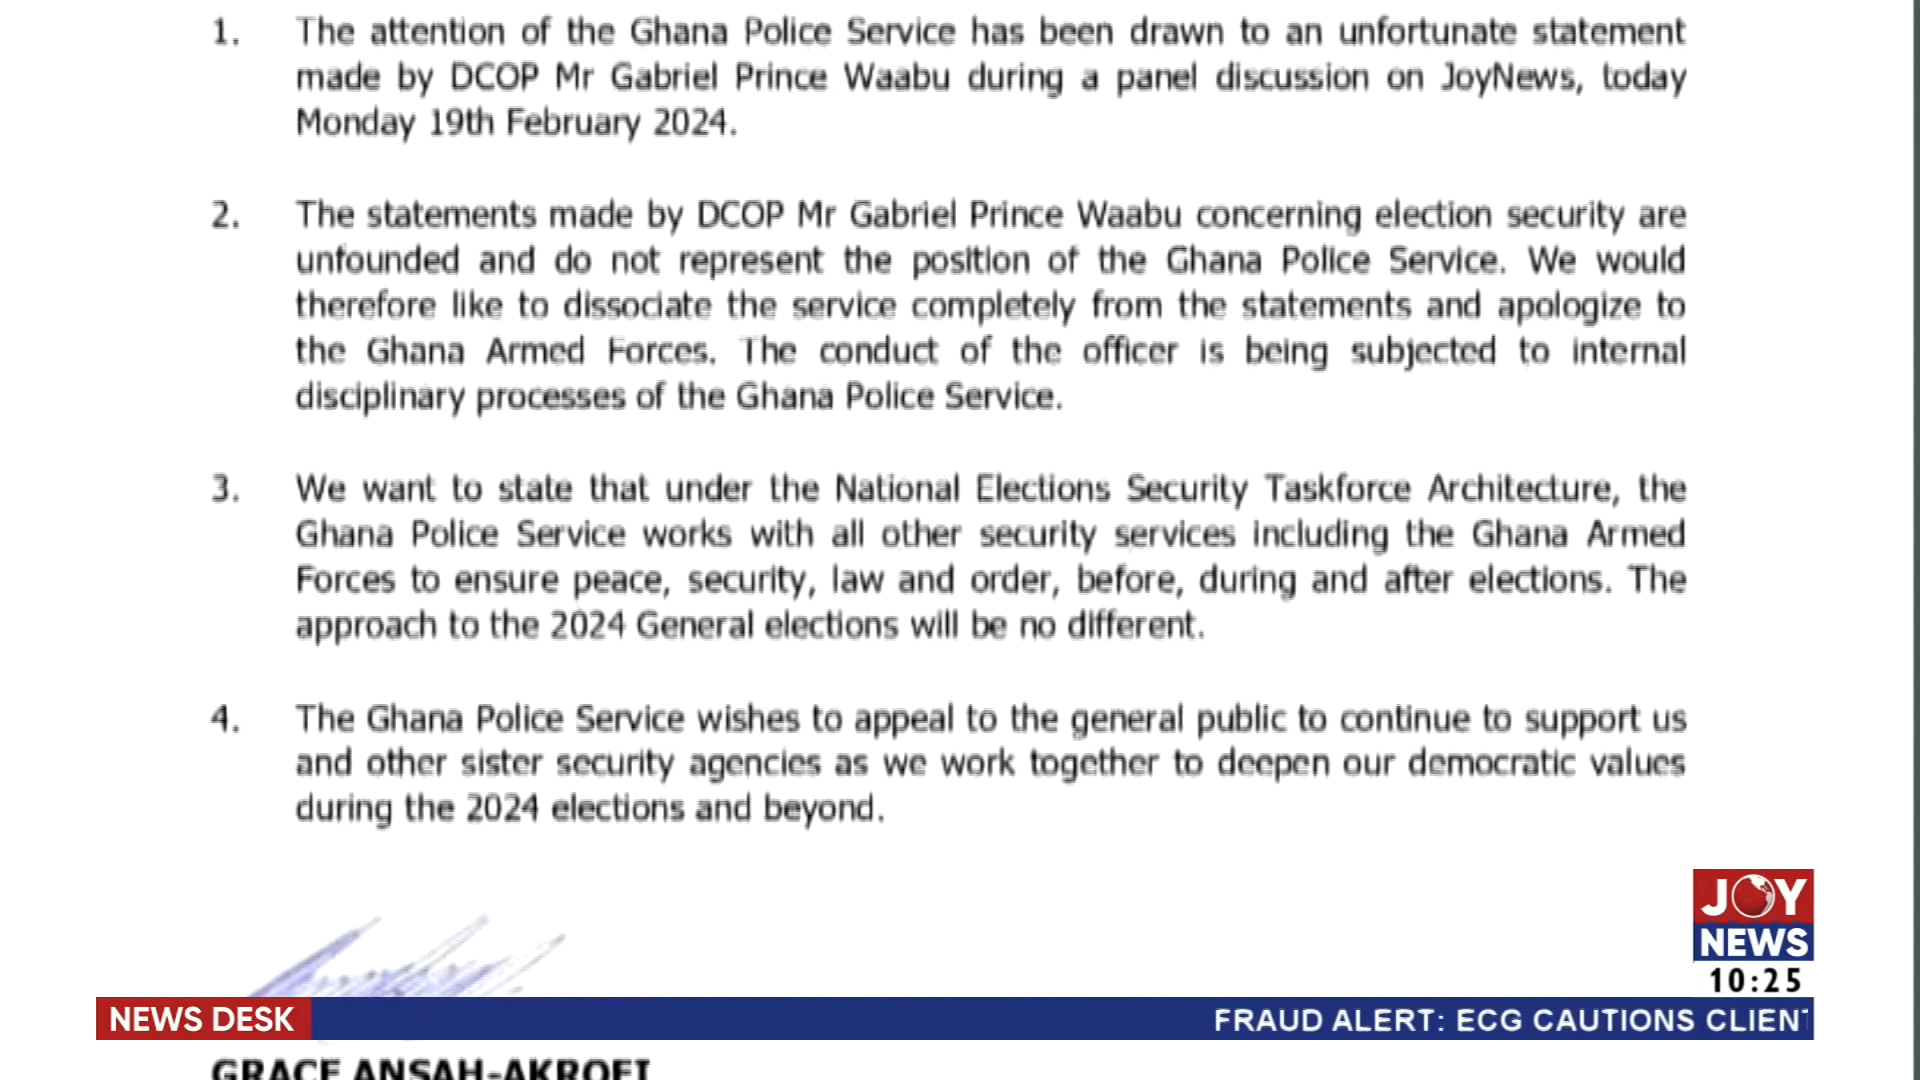 1. The attention of the Ghana Police Service has been drawn to an unfortunate statement
made by DCOP Mr Gabriel Prince Waabu during a panel discussion on JoyNews, today
Monday 19th February 2024.
2. The statements made by DCOP Mr Gabriel Prince Waabu concerning election security are
unfounded and do not represent the position of the Ghana Police Service. We would
therefore like to dissociate the service completely from the statements and apologize to
the Ghana Armed Forces. The conduct of the officer is being subjected to internal
disciplinary processes of the Ghana Police Service.
3. We want to state that under the National Elections Security Taskforce Architecture, the
Ghana Police Service works with all other security services including the Ghana Armed
Forces to ensure peace, security, law and order, before, during and after elections. The
approach to the 2024 General elections will be no different.
4. The Ghana Police Service wishes to appeal to the general public to continue to support us
and other sister security agencies as we work together to deepen our democratic values
during the 2024 elections and beyond.
JOY
NEWS
10:25
NEWS DESK
FRAUD ALERT: ECG CAUTIONS CLIENT
GRACE ANSAH-AKROFI